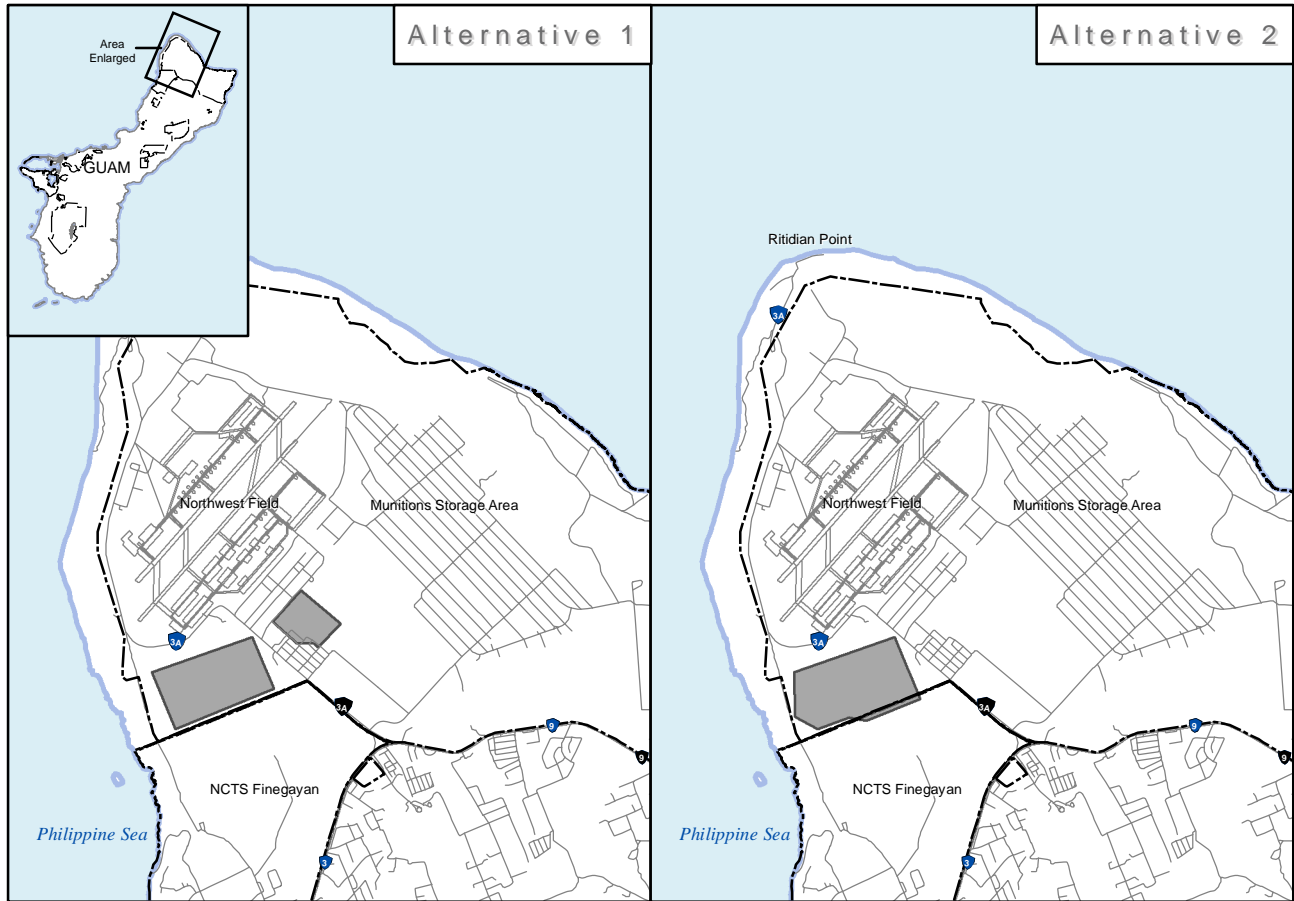 Area
Enlarged
GUAM
Alternative 1
Northwest Field
Munitions Storage Area
3A
3A
9
9
NCTS Finegayan
Philippine Sea
3
Alternative 2
Ritidian Point
3A
Northwest Field
Munitions Storage Area
3A
3A
9
9
NCTS Finegayan
Philippine Sea
3